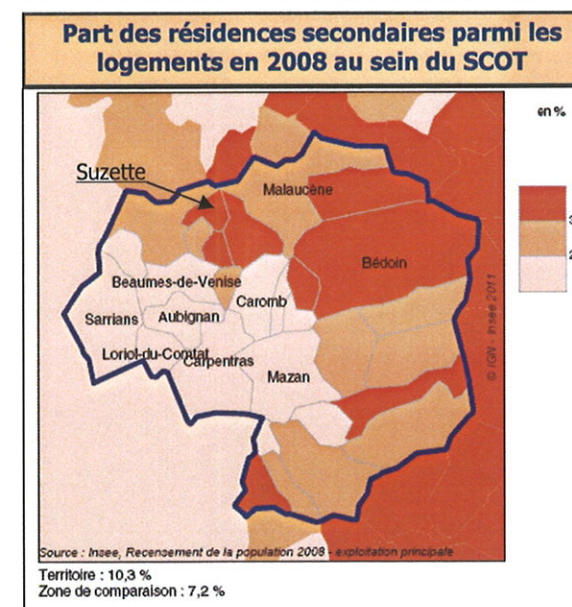 Part des résidences secondaires parmi les
logements en 2008 au sein du SCOT
en %
Suzette
Malaucène
Bédoin
Beaumes-de-Venise
Caromb
Sarrians
Aubignan
Loriol-du-Comtat
Carpentras
Mazan
© IGN - Insee 2011
Source : Insee, Recensement de la population 2008 - exploitation principale
Territoire : 10,3 %
Zone de comparaison : 7,2 %